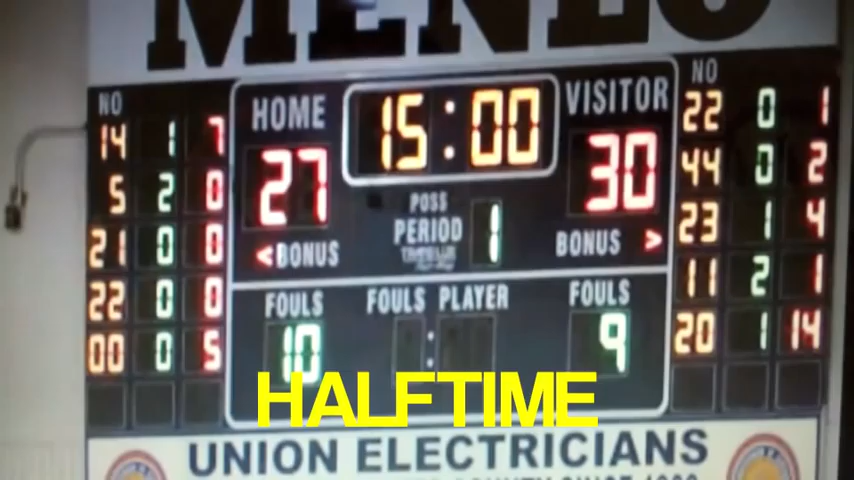 MENLO
NO
14 1 7
5 2 0
21 0 0
22 0 0
00 0 5
HOME
27
15:00
VISITOR
30
POSS
PERIOD 1
<BONUS
BONUS >
FOULS
10
FOULS PLAYER
:
FOULS
9
NO
22 0 1
44 0 2
23 1 4
11 2 1
20 1 14
HALFTIME
UNION ELECTRICIANS